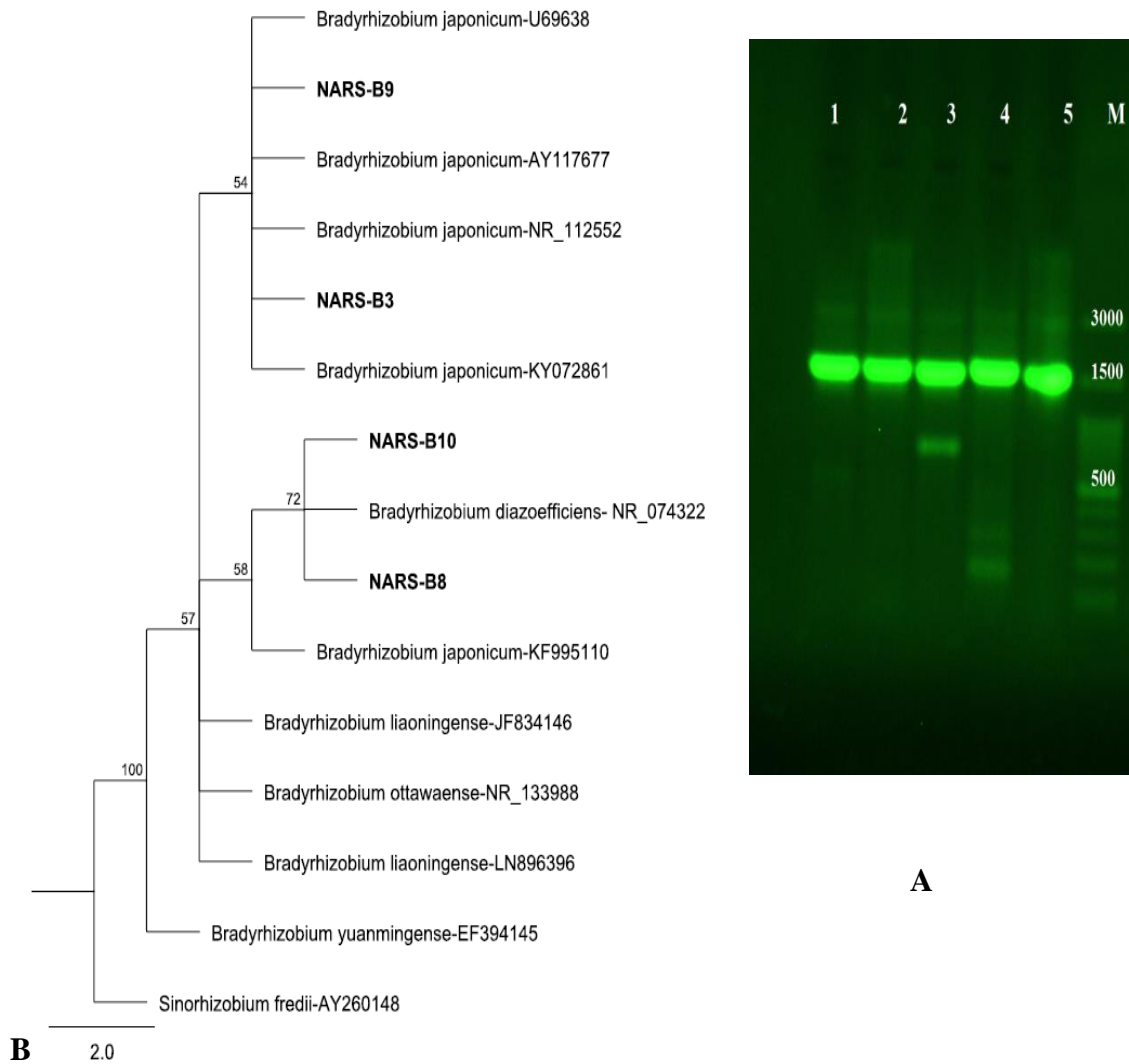 Bradyrhizobium japonicum-U69638
NARS-B9
Bradyrhizobium japonicum-AY117677
54
Bradyrhizobium japonicum-NR_112552
NARS-B3
Bradyrhizobium japonicum-KY072861
NARS-B10
72
Bradyrhizobium diazoefficiens- NR_074322
58
NARS-B8
57
Bradyrhizobium japonicum-KF995110
Bradyrhizobium liaoningense-JF834146
100
Bradyrhizobium ottawaense-NR_133988
Bradyrhizobium liaoningense-LN896396
Bradyrhizobium yuanmingense-EF394145
Sinorhizobium fredii-AY260148
2.0
B
1 2 3 4 5 M
3000
1500
500
A